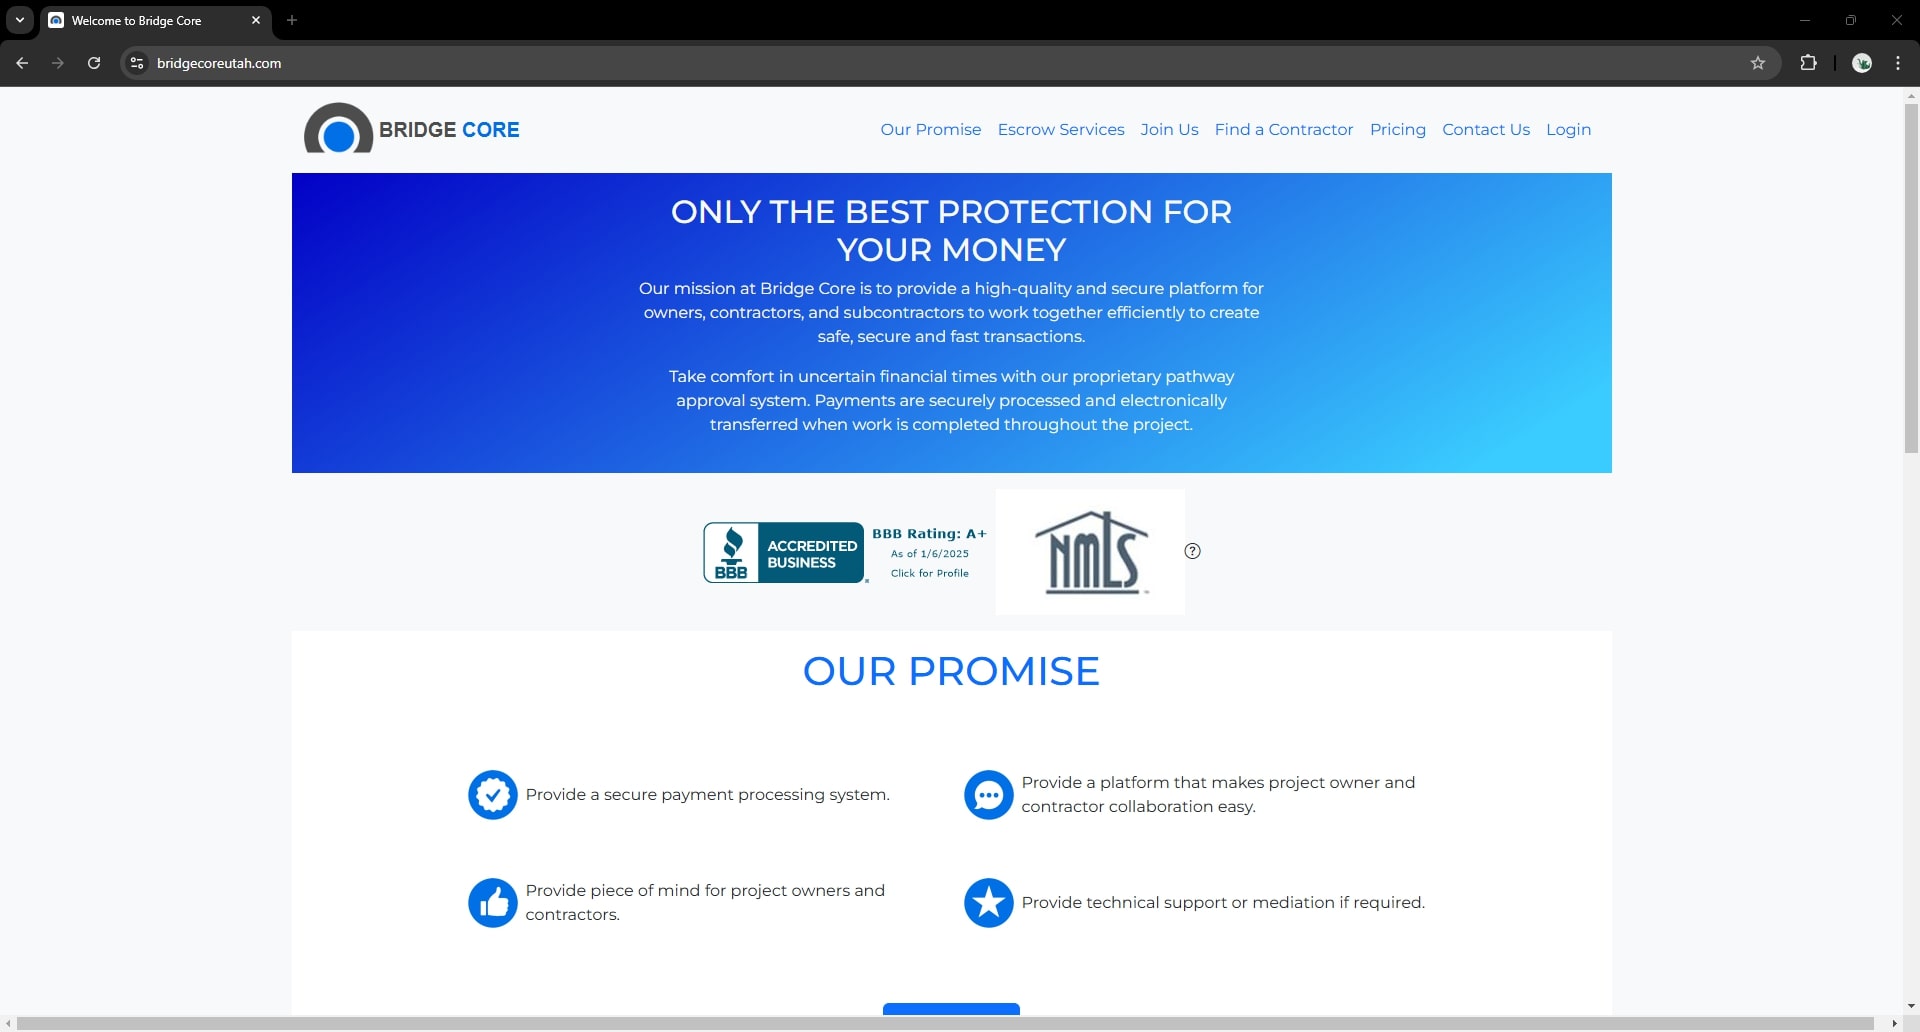 Welcome to Bridge Core
bridgecoreutah.com
BRIDGE CORE
Our Promise Escrow Services Join Us Find a Contractor Pricing Contact Us Login
ONLY THE BEST PROTECTION FOR
YOUR MONEY
Our mission at Bridge Core is to provide a high-quality and secure platform for
owners, contractors, and subcontractors to work together efficiently to create
safe, secure and fast transactions.
Take comfort in uncertain financial times with our proprietary pathway
approval system. Payments are securely processed and electronically
transferred when work is completed throughout the project.
BBB
ACCREDITED
BUSINESS
BBB Rating: A+
As of 1/6/2025
Click for Profile
NMLS
OUR PROMISE
Provide a secure payment processing system.
Provide a platform that makes project owner and
contractor collaboration easy.
Provide piece of mind for project owners and
contractors.
Provide technical support or mediation if required.